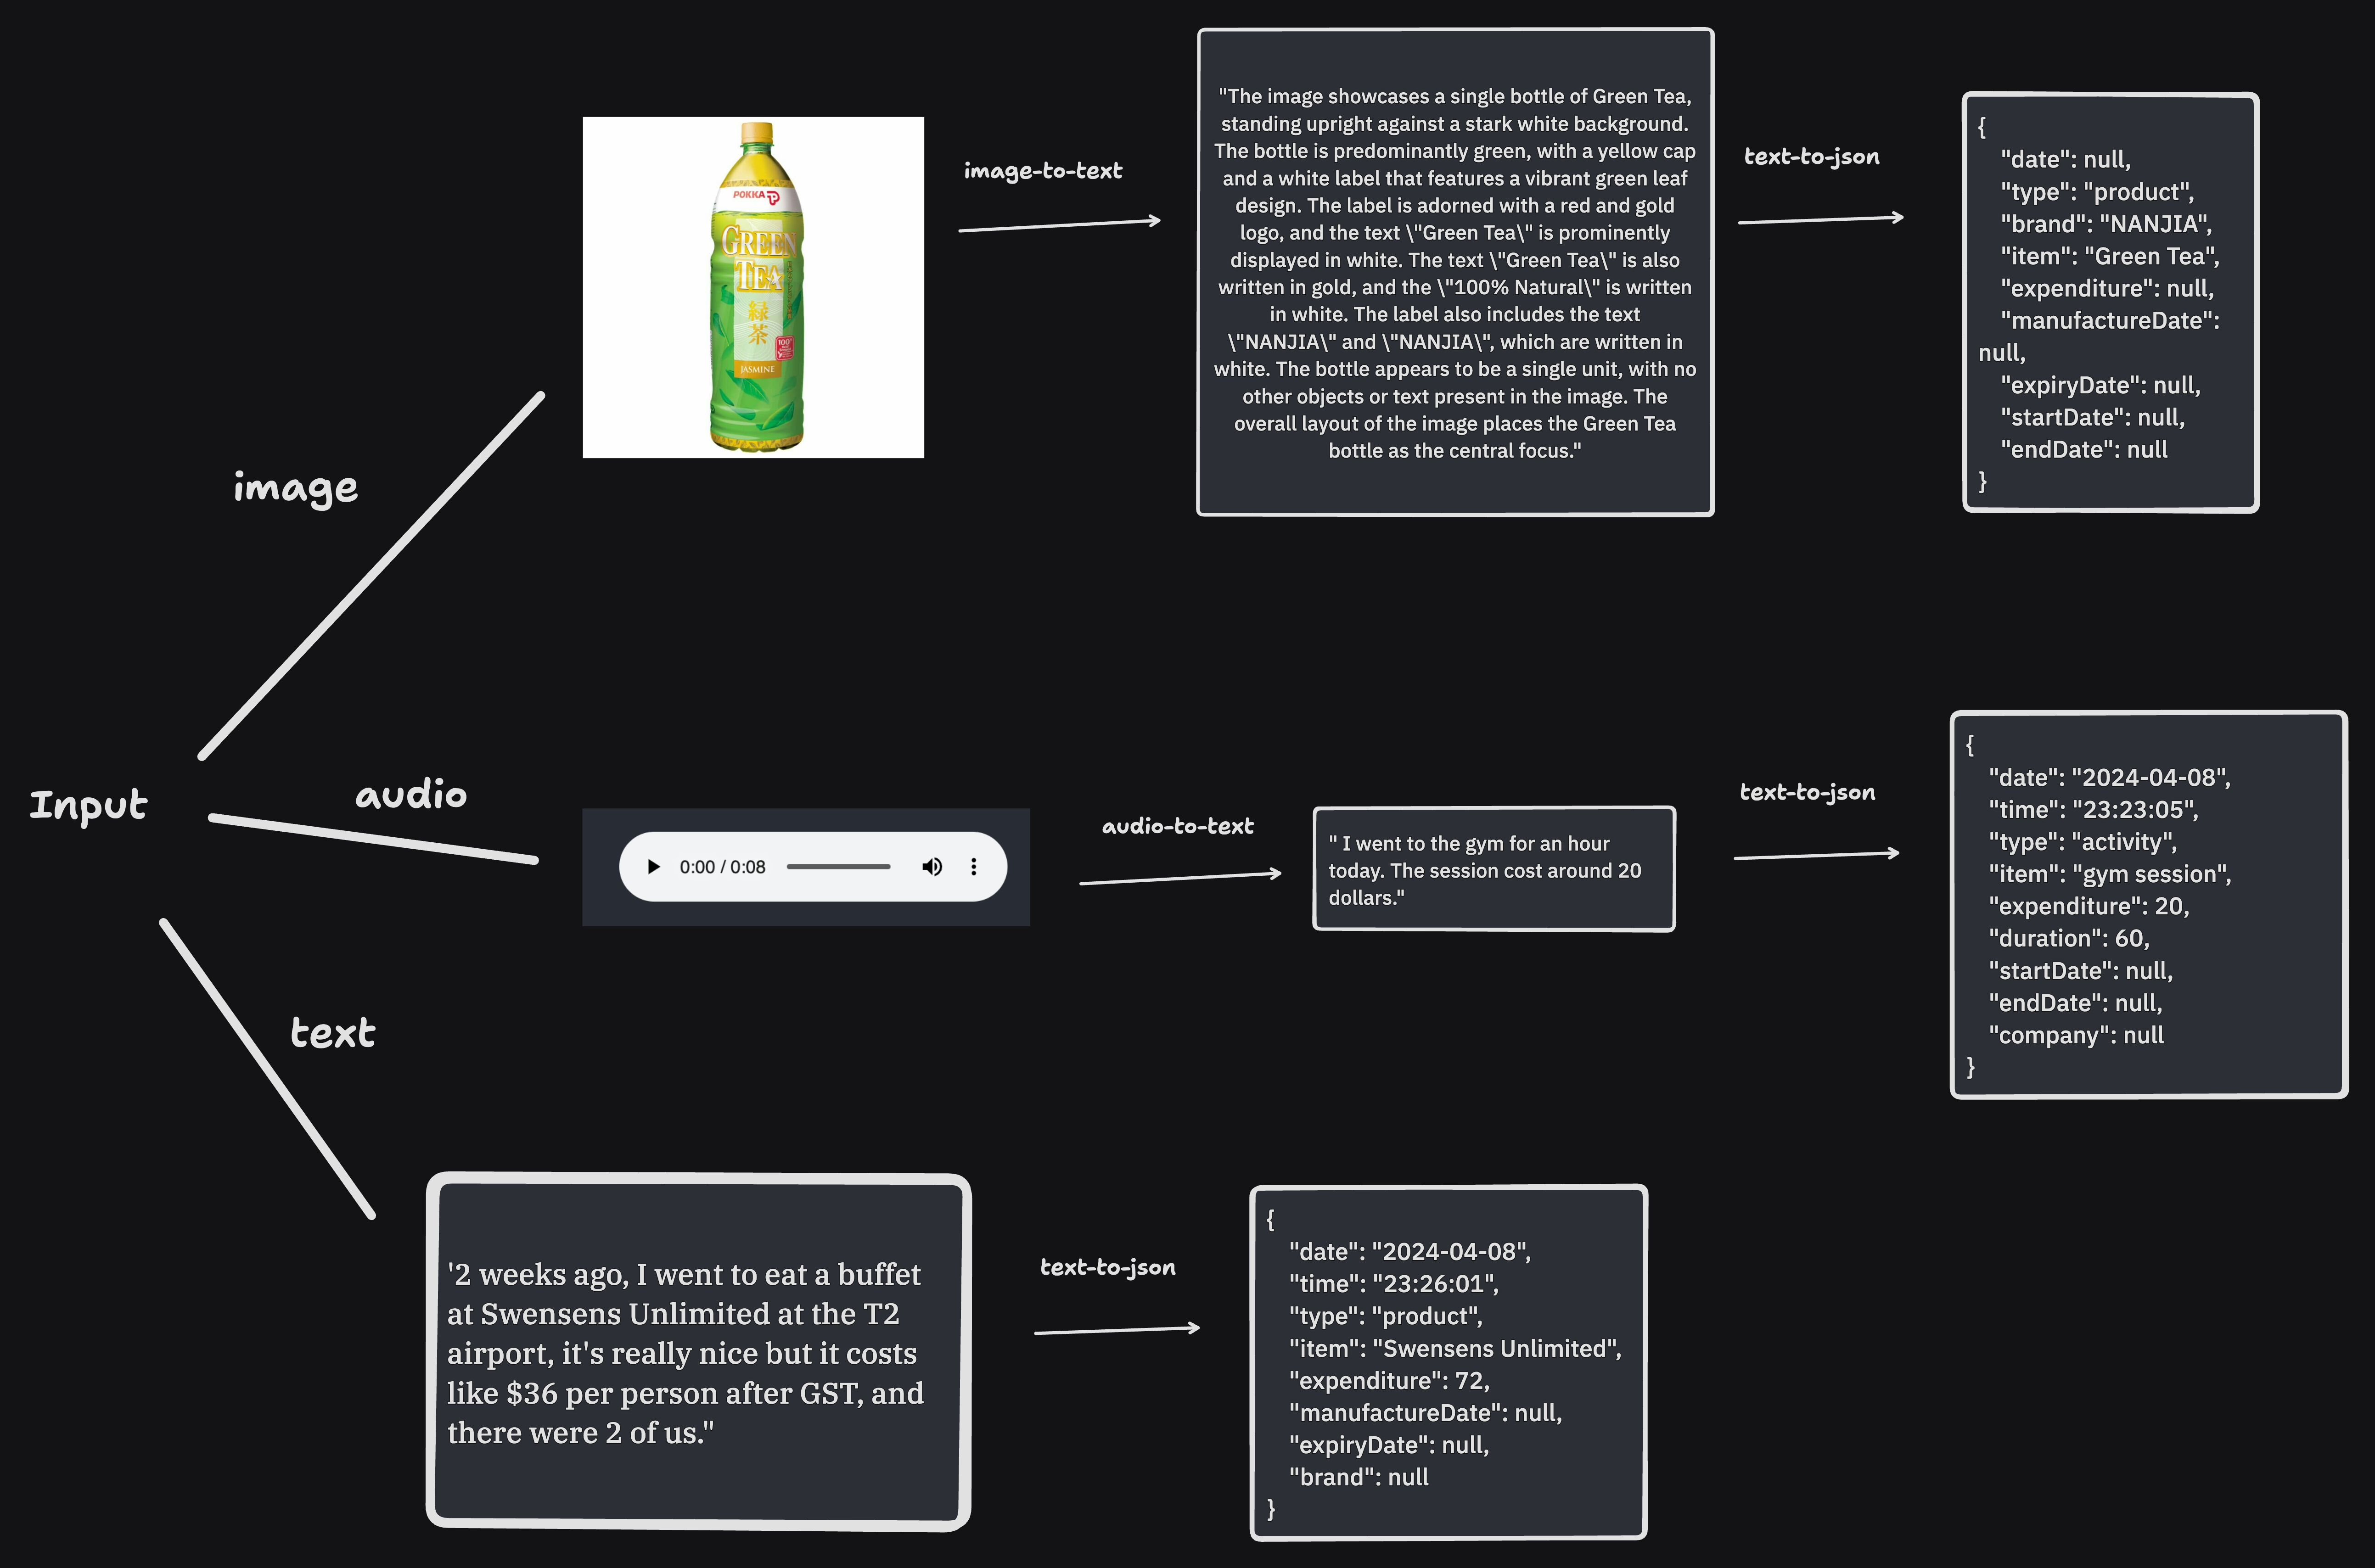 image
Input
audio
text
POKKA
GREEN
TEA
緑
茶
100%
JASMINE
image-to-text
"The image showcases a single bottle of Green Tea,
standing upright against a stark white background.
The bottle is predominantly green, with a yellow cap
and a white label that features a vibrant green leaf
design. The label is adorned with a red and gold
logo, and the text \"Green Tea\" is prominently
displayed in white. The text \"Green Tea\" is also
written in gold, and the \"100% Natural\" is written
in white. The label also includes the text
\"NANJIA\" and \"NANJIA\", which are written in
white. The bottle appears to be a single unit, with no
other objects or text present in the image. The
overall layout of the image places the Green Tea
bottle as the central focus."
text-to-json
{
"date": null,
"type": "product",
"brand": "NANJIA",
"item": "Green Tea",
"expenditure": null,
"manufactureDate":
null,
"expiryDate": null,
"startDate": null,
"endDate": null
}
0:00 / 0:08
audio-to-text
" I went to the gym for an hour
today. The session cost around 20
dollars."
text-to-json
{
"date": "2024-04-08",
"time": "23:23:05",
"type": "activity",
"item": "gym session",
"expenditure": 20,
"duration": 60,
"startDate": null,
"endDate": null,
"company": null
}
'2 weeks ago, I went to eat a buffet
at Swensens Unlimited at the T2
airport, it's really nice but it costs
like $36 per person after GST, and
there were 2 of us."
text-to-json
{
"date": "2024-04-08",
"time": "23:26:01",
"type": "product",
"item": "Swensens Unlimited",
"expenditure": 72,
"manufactureDate": null,
"expiryDate": null,
"brand": null
}